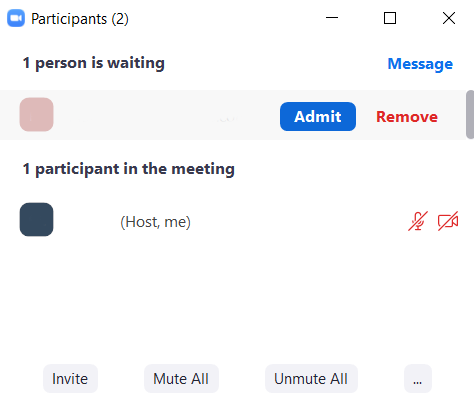 Participants (2)
1 person is waiting Message
Admit Remove
1 participant in the meeting
(Host, me)
Invite Mute All Unmute All ...